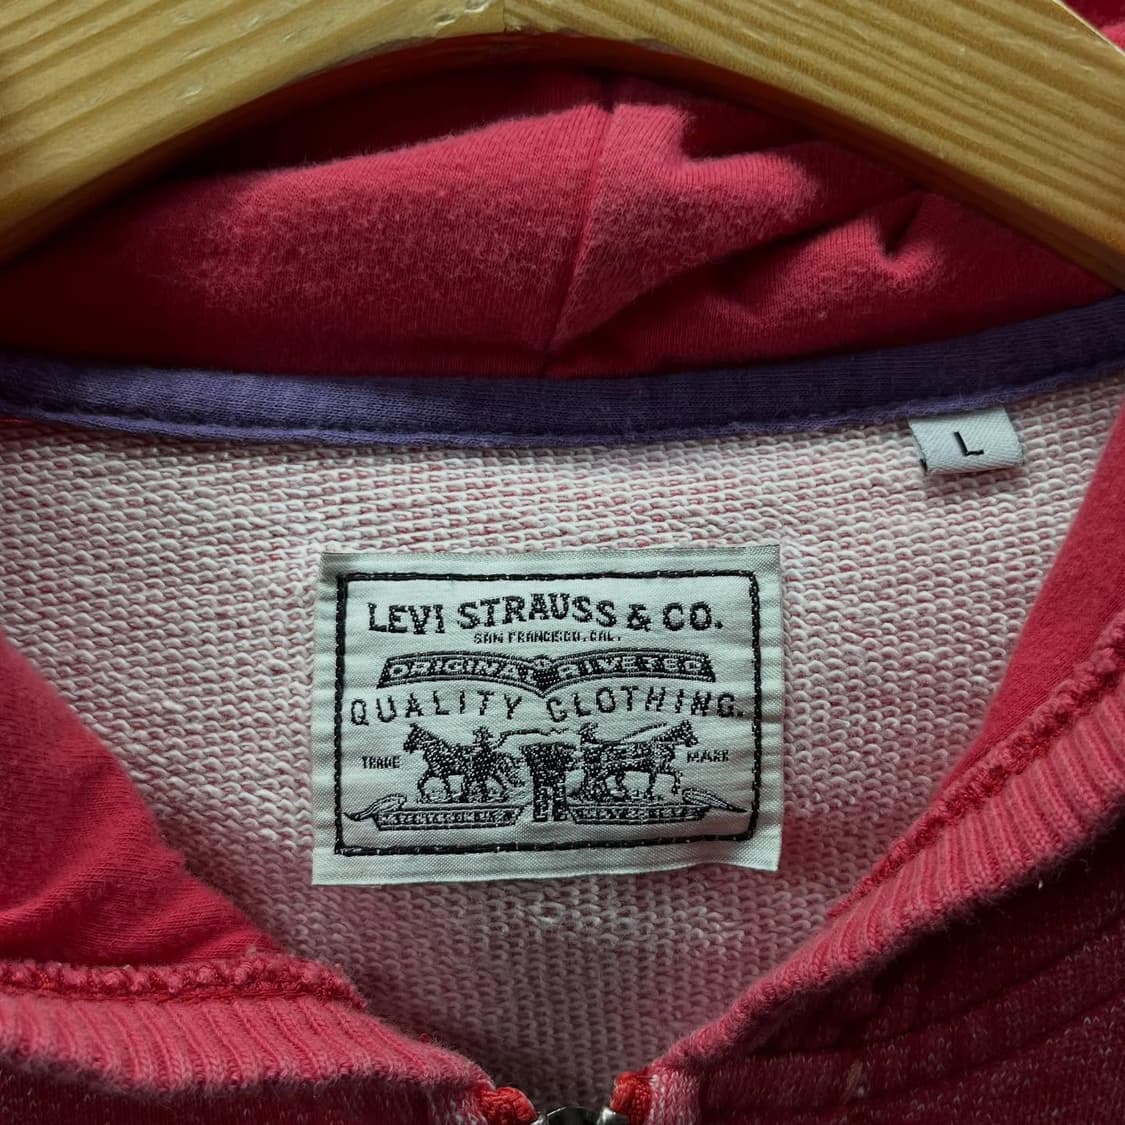 L
LEVI STRAUSS & CO.
SAN FRANCISCO, CAL.
ORIGINAL RIVETED
QUALITY CLOTHING.
TRADE MARK